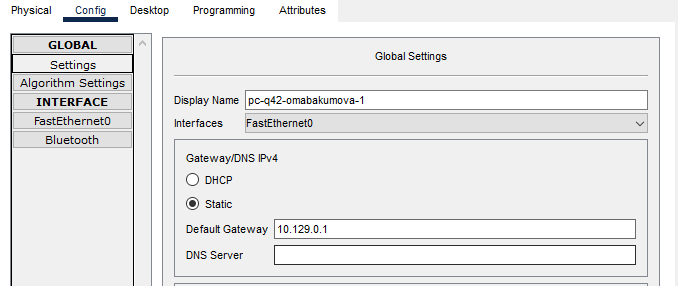 Physical Config Desktop Programming Attributes
GLOBAL
Settings
Algorithm Settings
INTERFACE
FastEthernet0
Bluetooth
Global Settings
Display Name pc-q42-omabakumova-1
Interfaces FastEthernet0
Gateway/DNS IPv4
DHCP
Static
Default Gateway 10.129.0.1
DNS Server